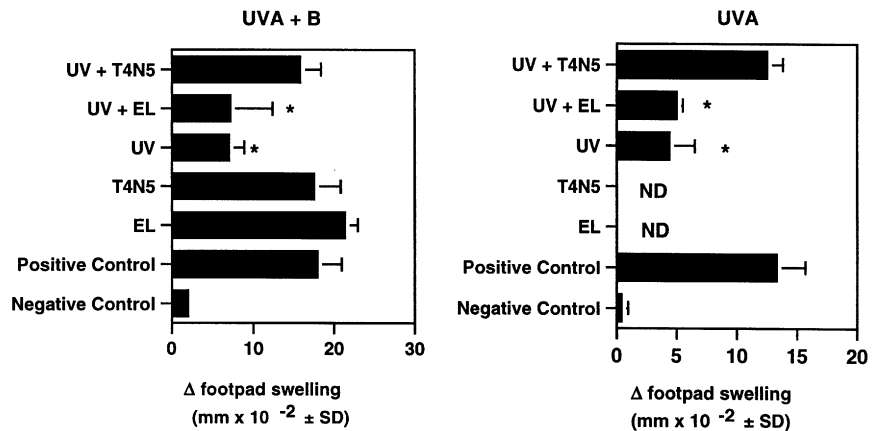 UVA + B
UV + T4N5
UV + EL
*
UV
*
T4N5
EL
Positive Control
Negative Control
0
10
20
30
Δ footpad swelling
(mm x 10 -2 ± SD)
UVA
UV + T4N5
UV + EL
*
UV
*
T4N5
ND
EL
ND
Positive Control
Negative Control
0
5
10
15
20
Δ footpad swelling
(mm x 10 -2 ± SD)